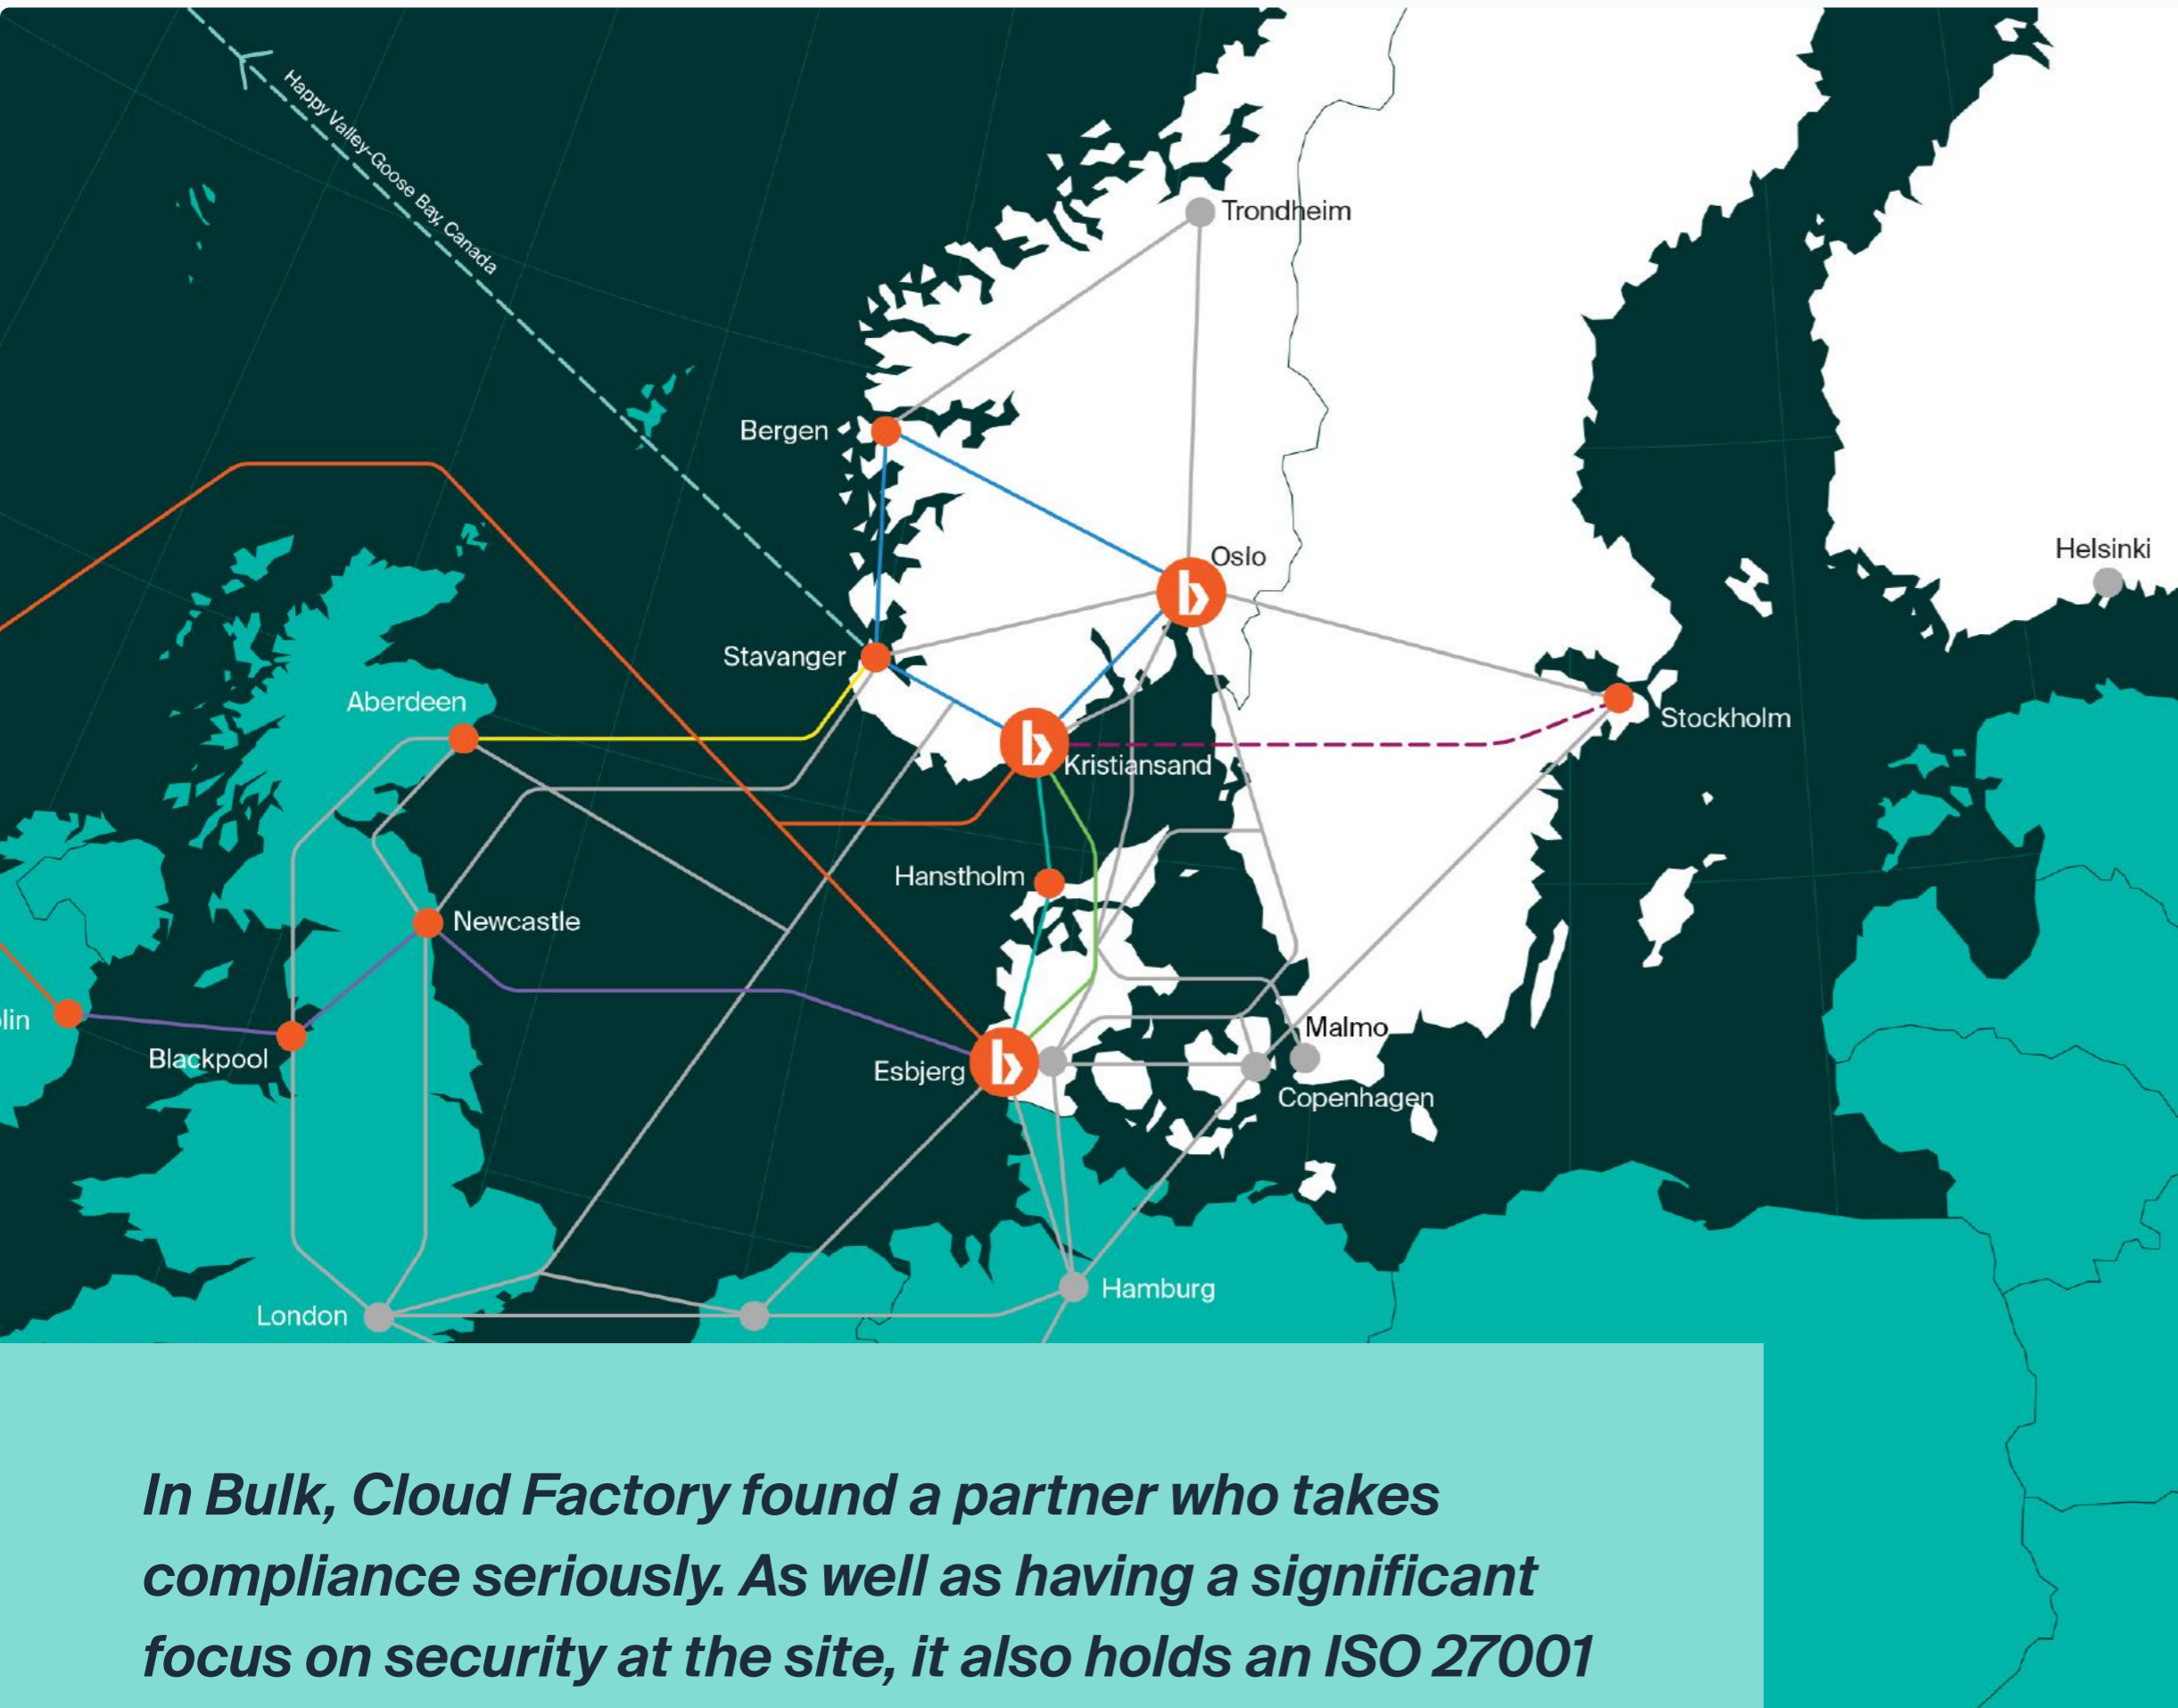 Happy Valley-Goose Bay, Canada
Trondheim
Bergen
Oslo
Helsinki
Stavanger
Aberdeen
Stockholm
Kristiansand
Hanstholm
Newcastle
lin
Malmo
Blackpool
Esbjerg
Copenhagen
Hamburg
London
In Bulk, Cloud Factory found a partner who takes
compliance seriously. As well as having a significant
focus on security at the site, it also holds an ISO 27001